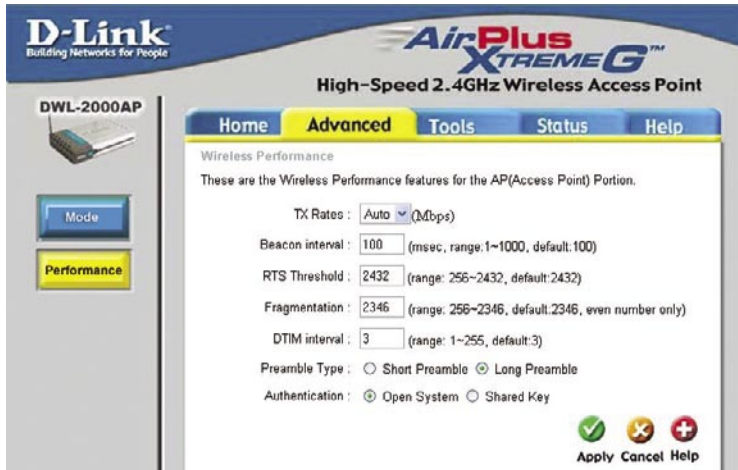 D-Link
Building Networks for People
AirPlus
XTREME G™
High-Speed 2.4GHz Wireless Access Point
DWL-2000AP
Home Advanced Tools Status Help
Mode
Performance
Wireless Performance
These are the Wireless Performance features for the AP(Access Point) Portion.
TX Rates : Auto (Mbps)
Beacon interval : 100 (msec, range:1~1000, default:100)
RTS Threshold : 2432 (range: 256~2432, default:2432)
Fragmentation : 2346 (range: 256~2346, default:2346, even number only)
DTIM interval : 3 (range: 1~255, default:3)
Preamble Type : Short Preamble Long Preamble
Authentication : Open System Shared Key
Apply Cancel Help